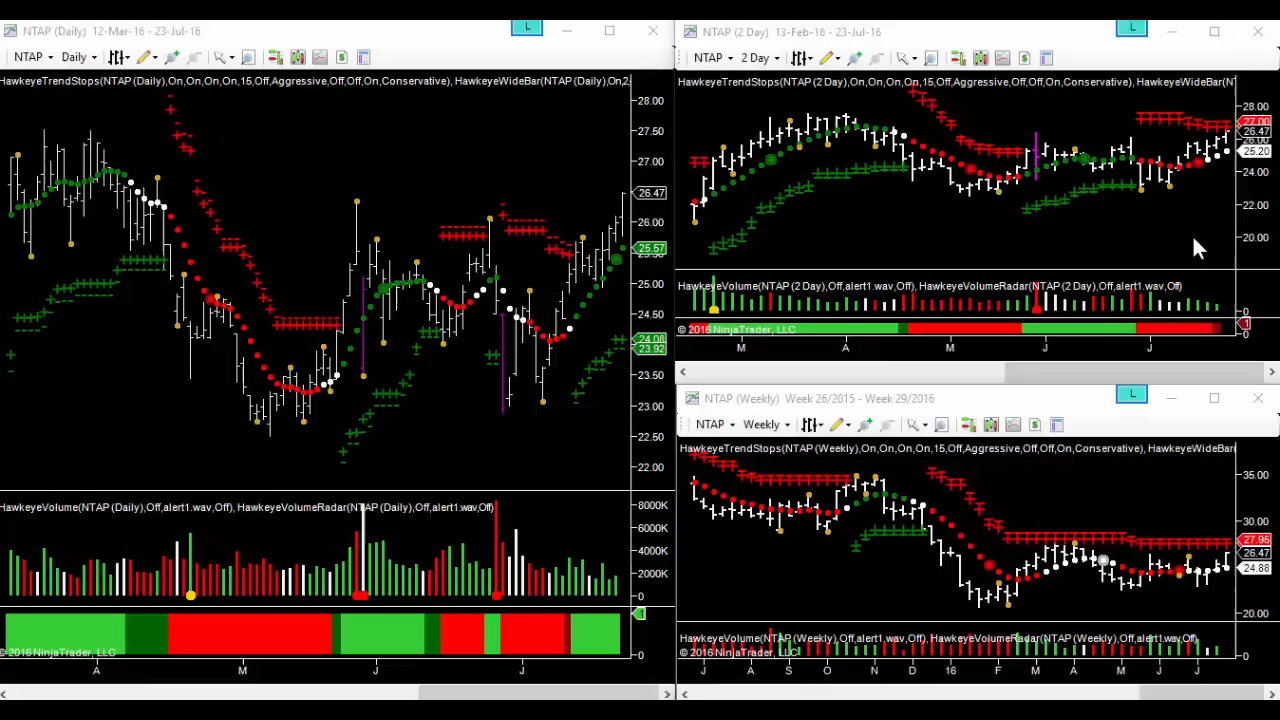 NTAP (Daily) 12-Mar-16 - 23-Jul-16
L
NTAP Daily
HawkeyeTrendStops(NTAP (Daily),On,On,On,On,15,Off,Aggressive,Off,Off,On,Conservative), HawkeyeWideBar(NTAP (Daily),On,2,
28.00
27.50
27.00
26.47
26.00
25.57
25.00
24.50
24.08
23.92
23.50
23.00
22.50
22.00
HawkeyeVolume(NTAP (Daily),Off,alert1.wav,Off), HawkeyeVolumeRadar(NTAP (Daily),Off,alert1.wav,Off)
8000K
6000K
4000K
2000K
0
1
© 2016 NinjaTrader, LLC
0
A M J J
NTAP (2 Day) 13-Feb-16 - 23-Jul-16
L
NTAP 2 Day
HawkeyeTrendStops(NTAP (2 Day),On,On,On,On,15,Off,Aggressive,Off,Off,On,Conservative), HawkeyeWideBar(N
28.00
27.00
26.47
25.20
24.00
22.00
20.00
HawkeyeVolume(NTAP (2 Day),Off,alert1.wav,Off), HawkeyeVolumeRadar(NTAP (2 Day),Off,alert1.wav,Off)
0
1
© 2016 NinjaTrader, LLC
0
M A M J J
NTAP (Weekly) Week 26/2015 - Week 29/2016
L
NTAP Weekly
HawkeyeTrendStops(NTAP (Weekly),On,On,On,On,15,Off,Aggressive,Off,Off,On,Conservative), HawkeyeWideBar(
35.00
30.00
27.95
26.47
24.88
20.00
HawkeyeVolume(NTAP (Weekly),Off,alert1.wav,Off), HawkeyeVolumeRadar(NTAP (Weekly),Off,alert1.wav,Off)
© 2016 NinjaTrader, LLC
0
J A S O N D 16 F M A M J J